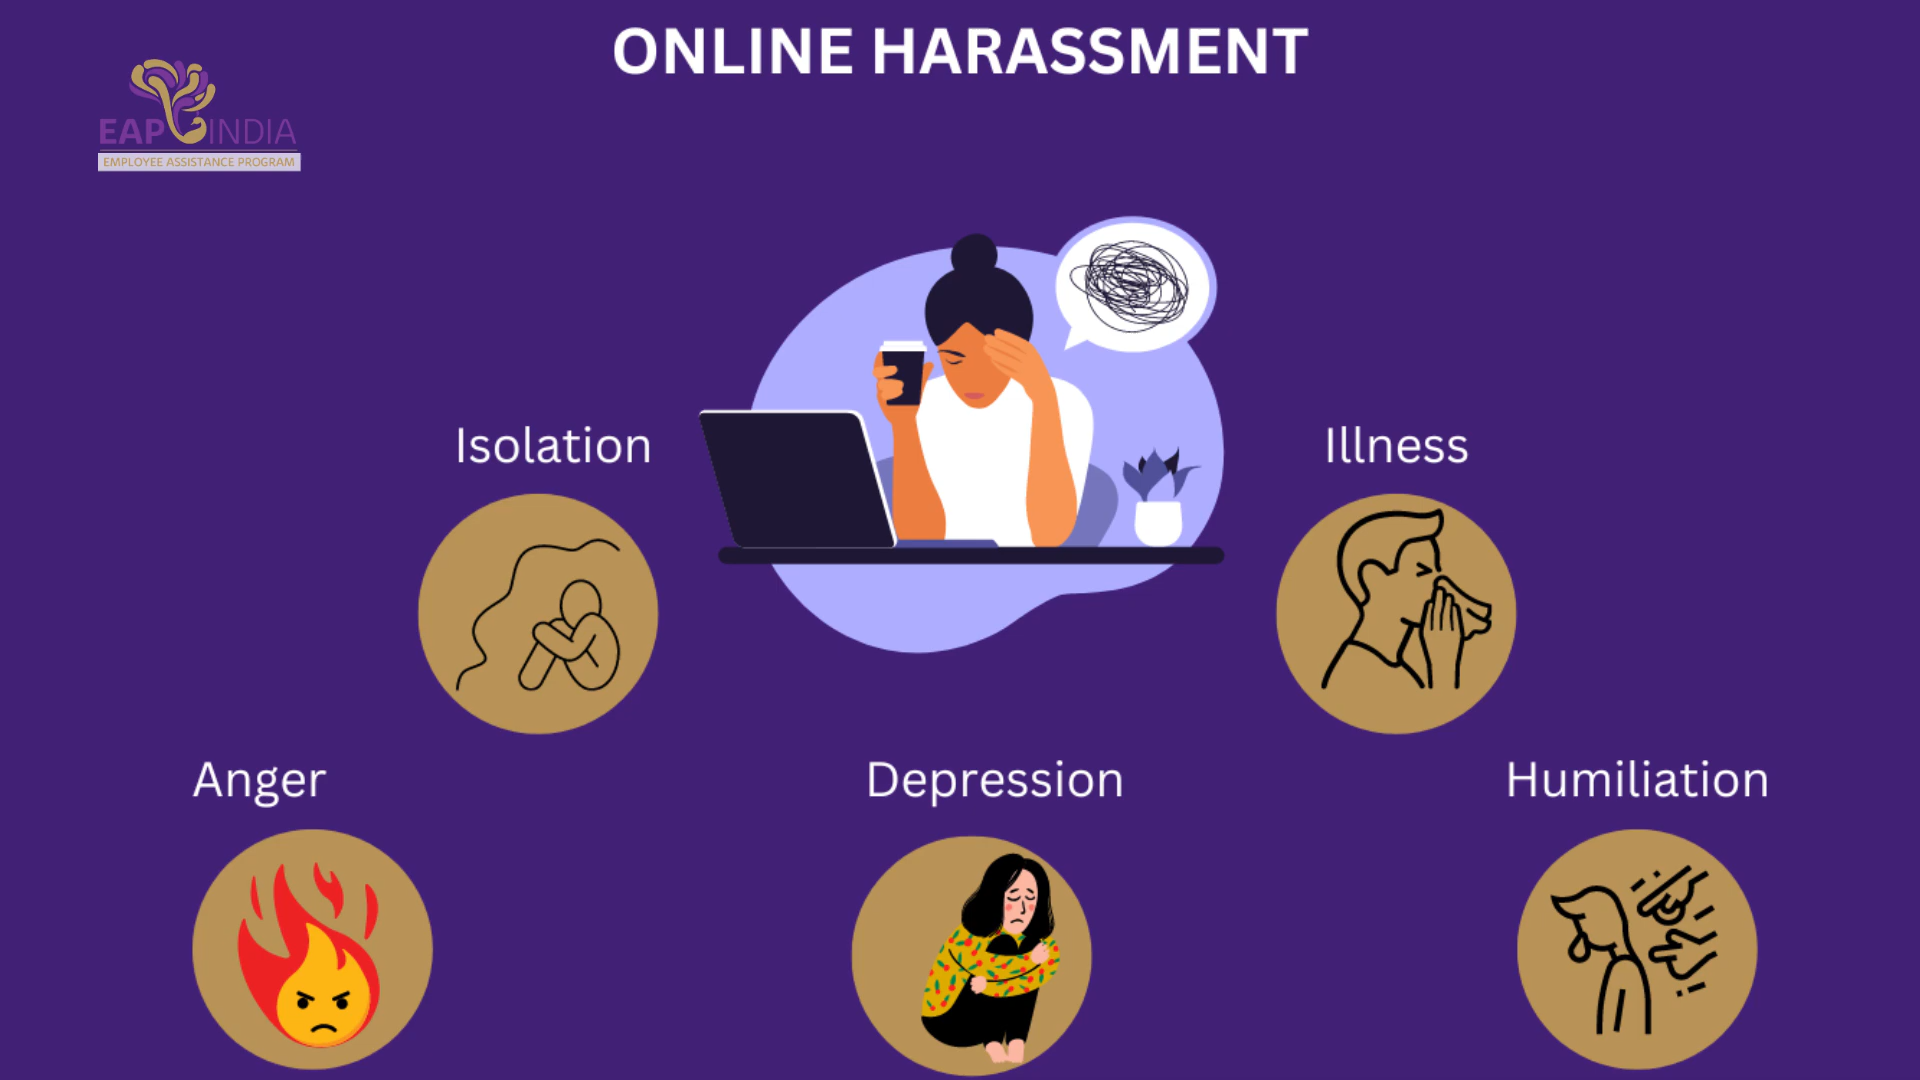 ONLINE HARASSMENT
EAP INDIA
EMPLOYEE ASSISTANCE PROGRAM
Isolation
Illness
Anger
Depression
Humiliation